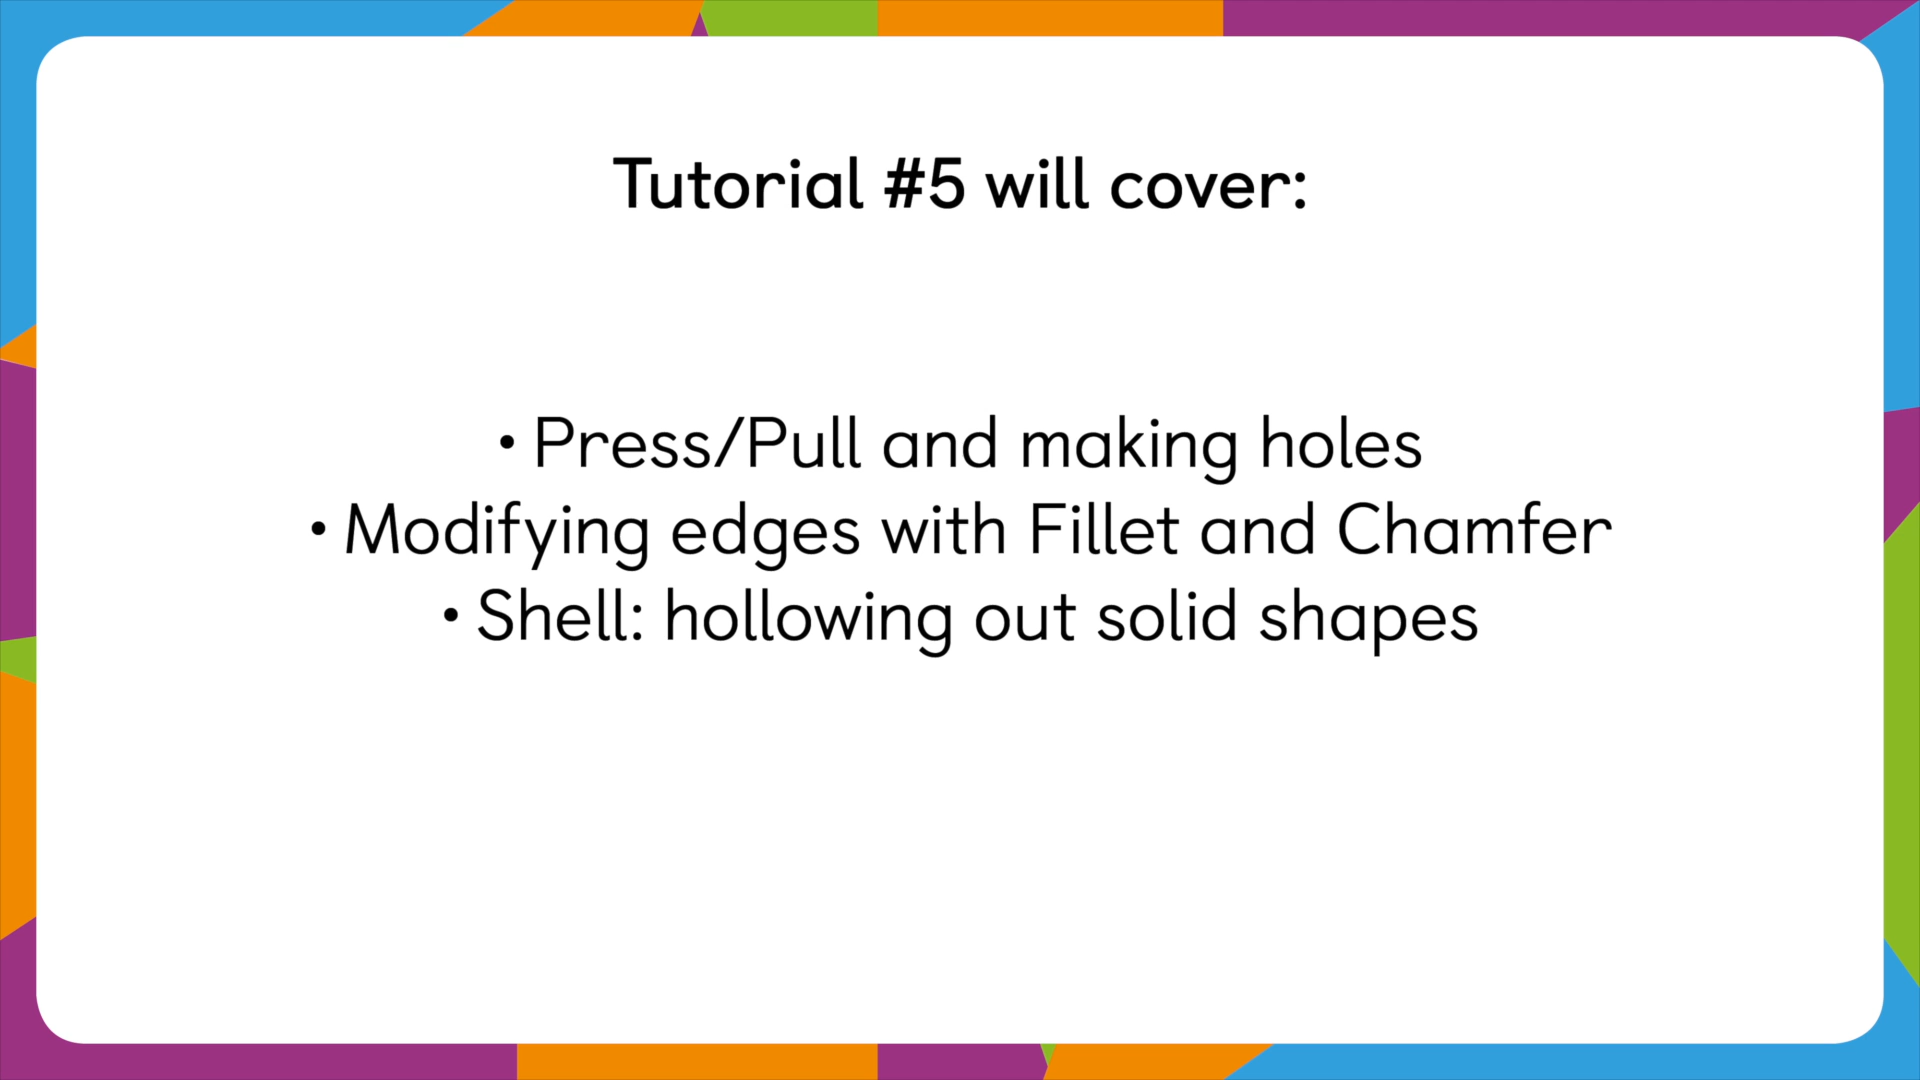 Tutorial #5 will cover:
• Press/Pull and making holes
• Modifying edges with Fillet and Chamfer
• Shell: hollowing out solid shapes